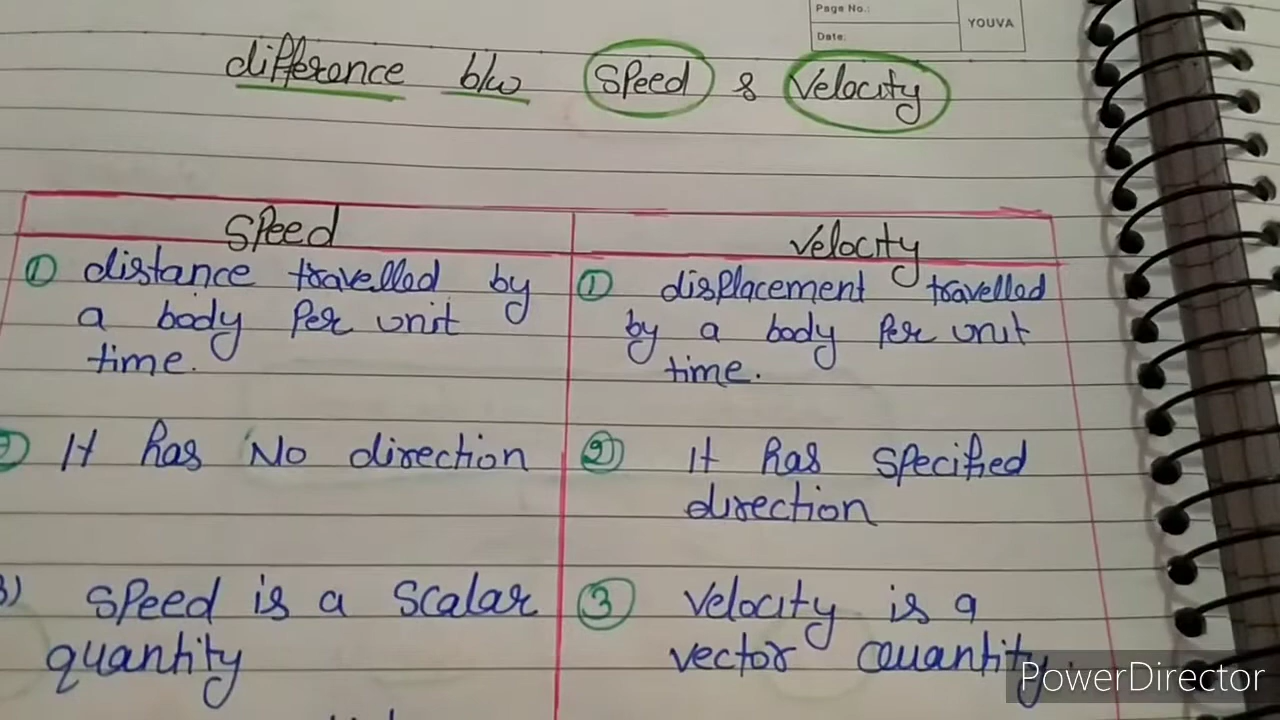 Page No.:
Date:
YOUVA
difference b/w Speed & Velocity
Speed
① distance travelled by
a body Per unit
time.
2) It has No direction
3) Speed is a Scalar
quantity
Velocity
① displacement travelled
by a body Per unit
time.
② It has specified
direction
③ Velocity is a
vector quantity.
PowerDirector